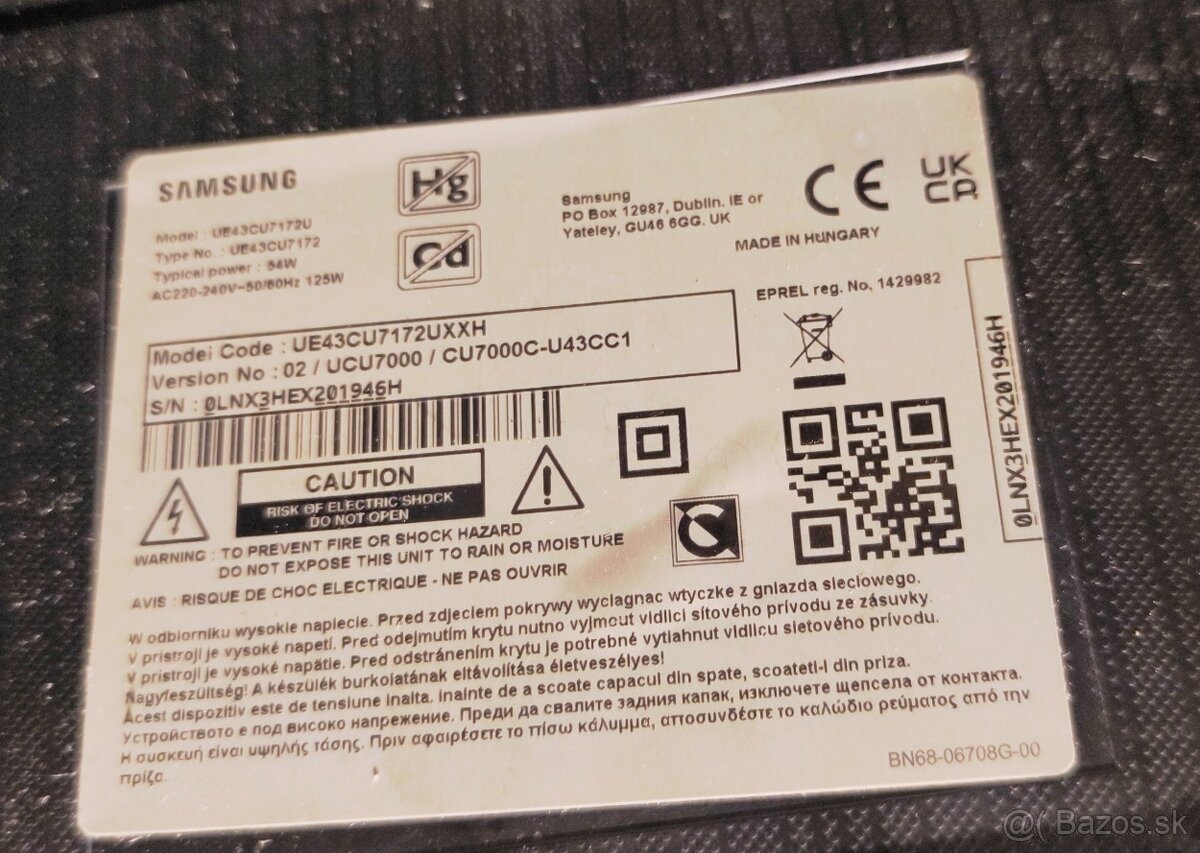 SAMSUNG
Model : UE43CU7172U
Type No. : UE43CU7172
Typical power : 54W
AC220-240V~50/60Hz 125W
Hg
Cd
Samsung
PO Box 12987, Dublin. IE or
Yateley, GU46 6GG. UK
CE
UK
CA
MADE IN HUNGARY
EPREL reg. No, 1429982
Model Code : UE43CU7172UXXH
Version No : 02 / UCU7000 / CU7000C-U43CC1
S/N : 0LNX3HEX201946H
0LNX3HEX201946H
CAUTION
RISK OF ELECTRIC SHOCK
DO NOT OPEN
WARNING : TO PREVENT FIRE OR SHOCK HAZARD
DO NOT EXPOSE THIS UNIT TO RAIN OR MOISTURE
AVIS : RISQUE DE CHOC ELECTRIQUE - NE PAS OUVRIR
W odbiorniku wysokie napiecie. Przed zdjeciem pokrywy wyciagnac wtyczke z gniazda sieciowego.
V pristroji je vysoké napetí. Pred odejmutím krytu nutno vyjmout vidlici sítového prívodu ze zásuvky.
V pristroji je vysoké napätie. Pred odstránením krytu je potrebné vytiahnut vidlicu sietového prívodu.
Nagyfeszültség! A készülék burkolatának eltávolítása életveszélyes!
Acest dispozitiv este de tensiune inalta. inainte de a scoate capacul din spate, scoateti-l din priza.
Устройството е под високо напрежение. Преди да свалите задния капак, изключете щепсела от контакта.
Η συσκευή είναι υψηλής τάσης. Πριν αφαιρέσετε το πίσω κάλυμμα, αποσυνδέστε το καλώδιο ρεύματος από την
πρίζα.
BN68-06708G-00
@( Bazos.sk